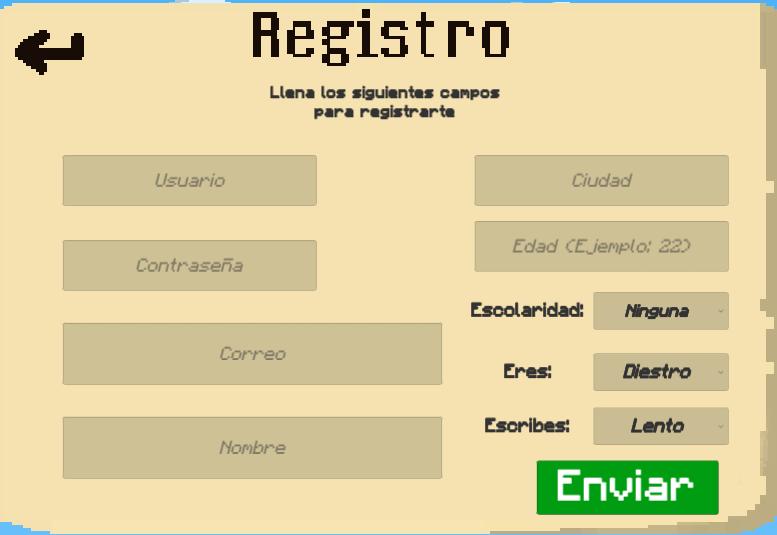 Registro
Llena los siguientes campos
para registrarte
Usuario
Contraseña
Correo
Nombre
Ciudad
Edad (Ejemplo: 22)
Escolaridad: Ninguna
Eres: Diestro
Escribes: Lento
Enviar